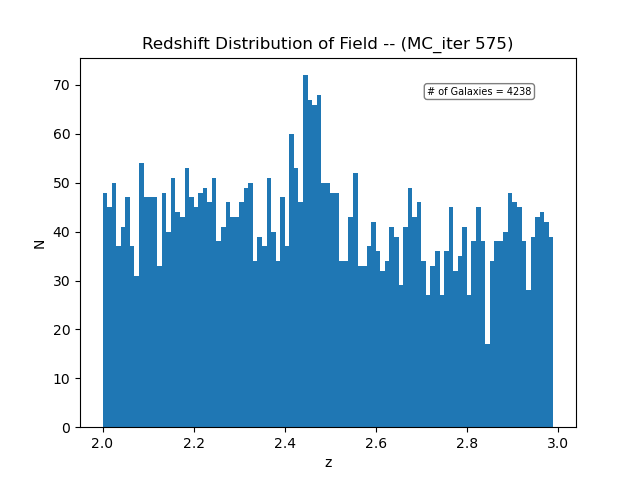 Redshift Distribution of Field -- (MC_iter 575)
# of Galaxies = 4238
70
60
50
40
30
20
10
0
N
2.0 2.2 2.4 2.6 2.8 3.0
z